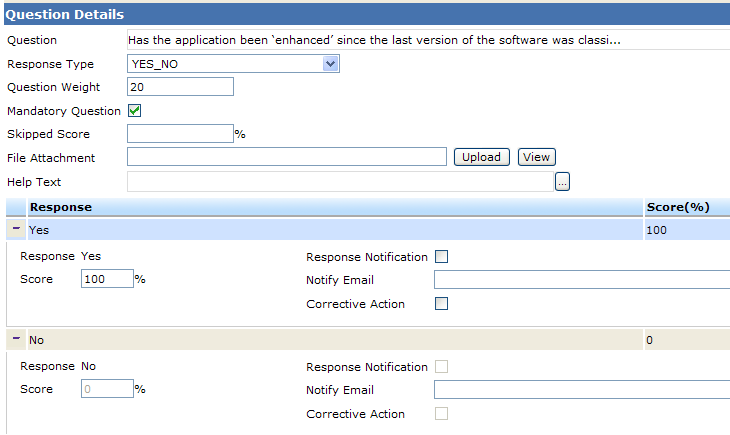 Question Details
Question Has the application been ‘enhanced’ since the last version of the software was classi...
Response Type YES_NO
Question Weight 20
Mandatory Question
Skipped Score %
File Attachment Upload View
Help Text ...
Response Score(%)
Yes 100
Response Yes Response Notification
Score 100 % Notify Email
Corrective Action
No 0
Response No Response Notification
Score 0 % Notify Email
Corrective Action